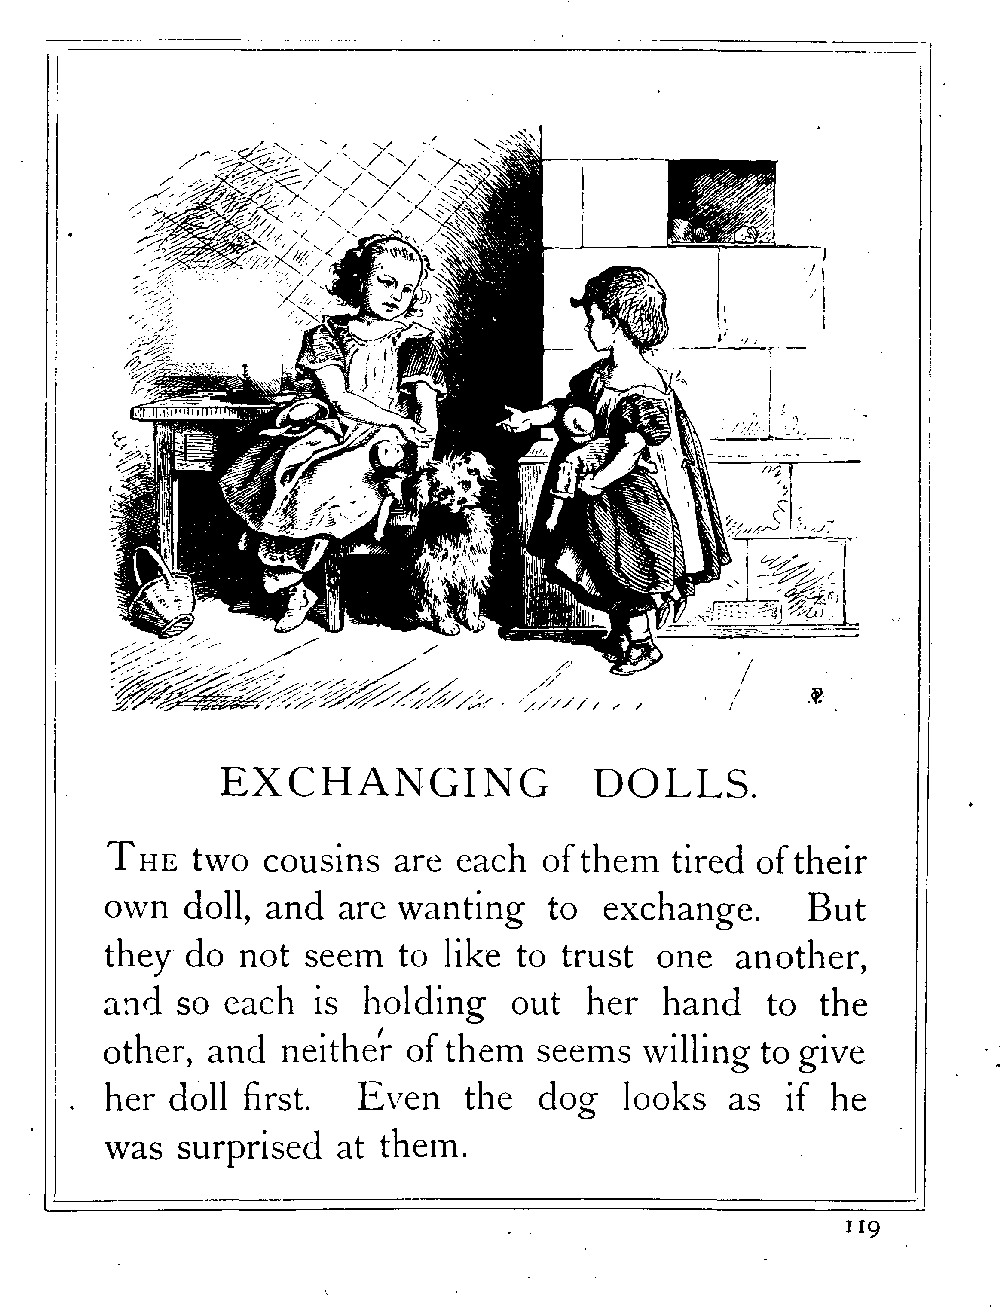 EXCHANGING DOLLS.
THE two cousins are each of them tired of their
own doll, and are wanting to exchange. But
they do not seem to like to trust one another,
and so each is holding out her hand to the
other, and neither of them seems willing to give
her doll first. Even the dog looks as if he
was surprised at them.
119